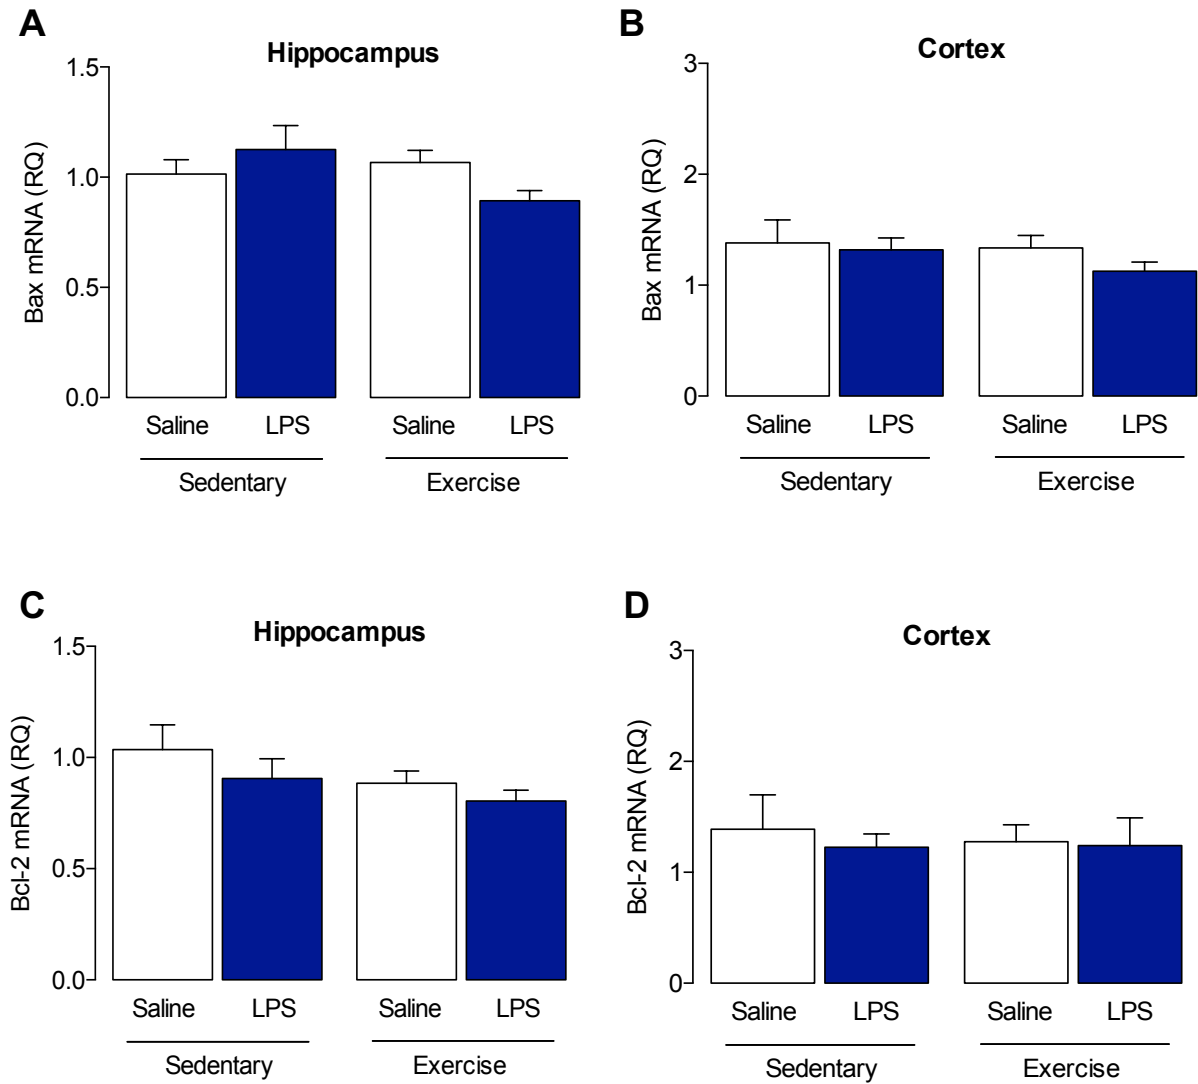 A
Hippocampus
Bax mRNA (RQ)
1.5
1.0
0.5
0.0
Saline LPS Saline LPS
Sedentary Exercise
B
Cortex
Bax mRNA (RQ)
3
2
1
0
Saline LPS Saline LPS
Sedentary Exercise
C
Hippocampus
Bcl-2 mRNA (RQ)
1.5
1.0
0.5
0.0
Saline LPS Saline LPS
Sedentary Exercise
D
Cortex
Bcl-2 mRNA (RQ)
3
2
1
0
Saline LPS Saline LPS
Sedentary Exercise